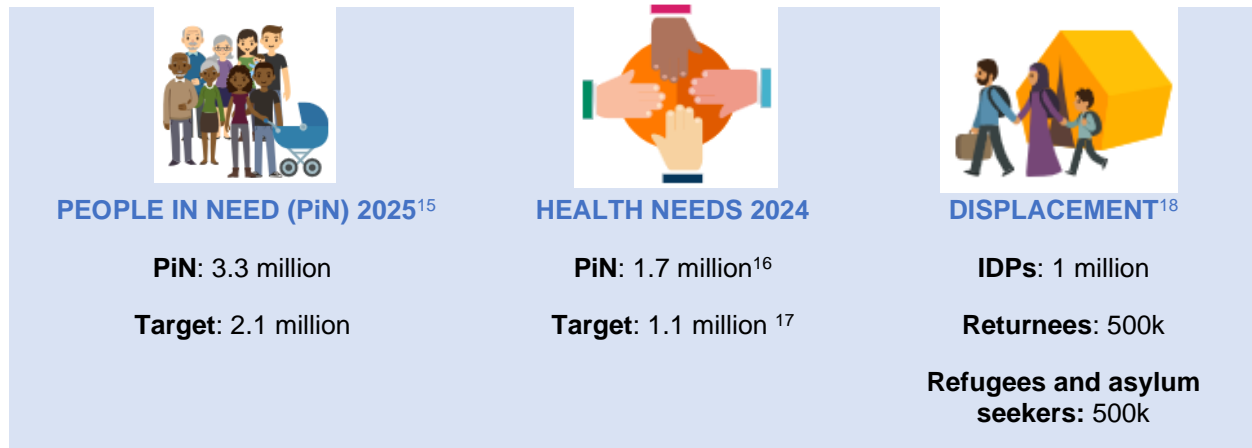 PEOPLE IN NEED (PiN) 2025¹⁵
PiN: 3.3 million
Target: 2.1 million
HEALTH NEEDS 2024
PiN: 1.7 million¹⁶
Target: 1.1 million ¹⁷
DISPLACEMENT¹⁸
IDPs: 1 million
Returnees: 500k
Refugees and asylum
seekers: 500k